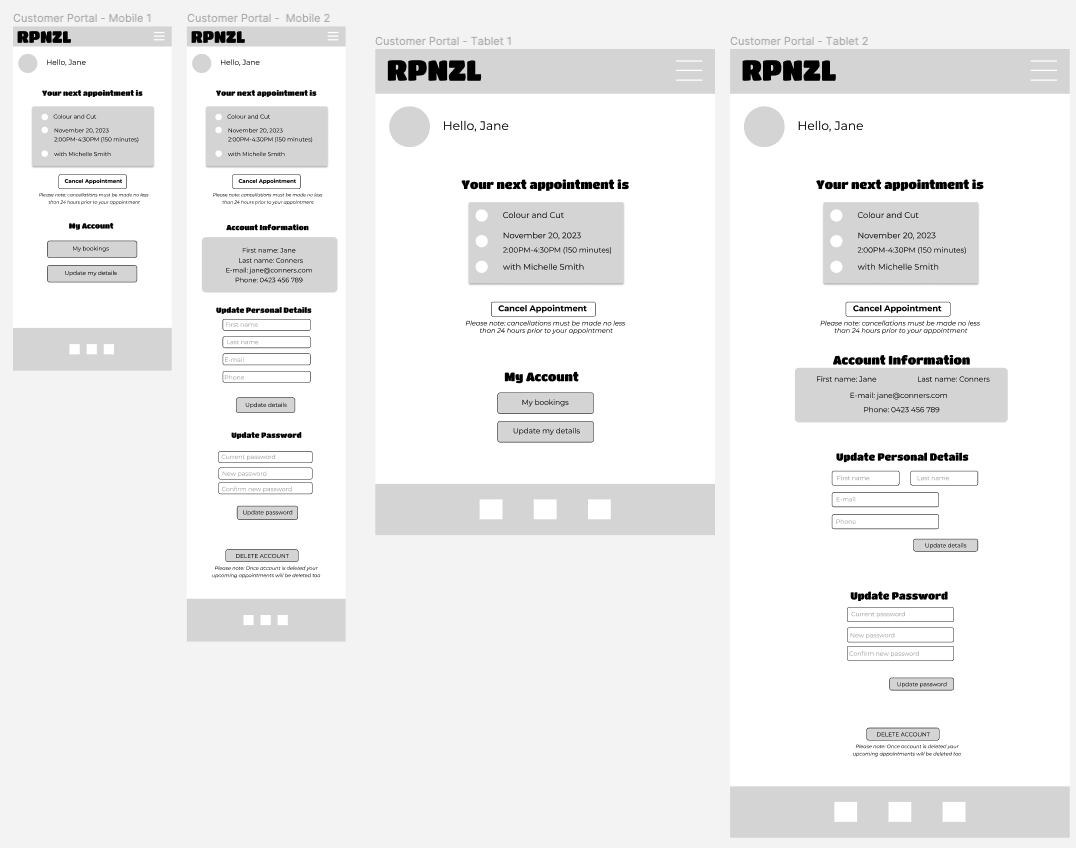 Customer Portal - Mobile 1
RPNZL
Hello, Jane
Your next appointment is
Colour and Cut
November 20, 2023
2:00PM-4:30PM (150 minutes)
with Michelle Smith
Cancel Appointment
Please note: cancellations must be made no less
than 24 hours prior to your appointment
My Account
My bookings
Update my details
Customer Portal - Mobile 2
RPNZL
Hello, Jane
Your next appointment is
Colour and Cut
November 20, 2023
2:00PM-4:30PM (150 minutes)
with Michelle Smith
Cancel Appointment
Please note: cancellations must be made no less
than 24 hours prior to your appointment
Account Information
First name: Jane
Last name: Conners
E-mail: jane@conners.com
Phone: 0423 456 789
Update Personal Details
First name
Last name
E-mail
Phone
Update details
Update Password
Current password
New password
Confirm new password
Update password
DELETE ACCOUNT
Please note: Once account is deleted your
upcoming appointments will be deleted too
Customer Portal - Tablet 1
RPNZL
Hello, Jane
Your next appointment is
Colour and Cut
November 20, 2023
2:00PM-4:30PM (150 minutes)
with Michelle Smith
Cancel Appointment
Please note: cancellations must be made no less
than 24 hours prior to your appointment
My Account
My bookings
Update my details
Customer Portal - Tablet 2
RPNZL
Hello, Jane
Your next appointment is
Colour and Cut
November 20, 2023
2:00PM-4:30PM (150 minutes)
with Michelle Smith
Cancel Appointment
Please note: cancellations must be made no less
than 24 hours prior to your appointment
Account Information
First name: Jane Last name: Conners
E-mail: jane@conners.com
Phone: 0423 456 789
Update Personal Details
First name Last name
E-mail
Phone
Update details
Update Password
Current password
New password
Confirm new password
Update password
DELETE ACCOUNT
Please note: Once account is deleted your
upcoming appointments will be deleted too